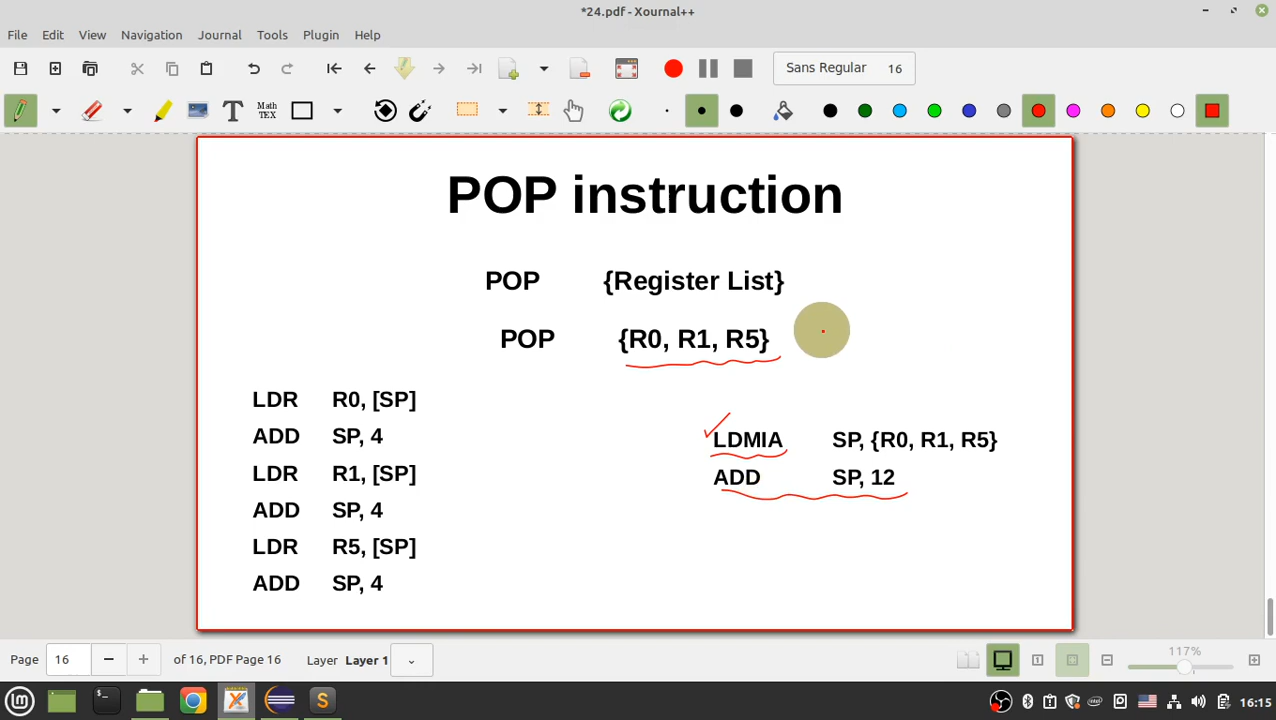 *24.pdf - Xournal++
File Edit View Navigation Journal Tools Plugin Help
Sans Regular 16
Math
TEX
POP instruction
POP {Register List}
POP {R0, R1, R5}
LDR R0, [SP]
ADD SP, 4
LDR R1, [SP]
ADD SP, 4
LDR R5, [SP]
ADD SP, 4
LDMIA SP, {R0, R1, R5}
ADD SP, 12
Page 16 of 16, PDF Page 16 Layer Layer 1 117%
16:15